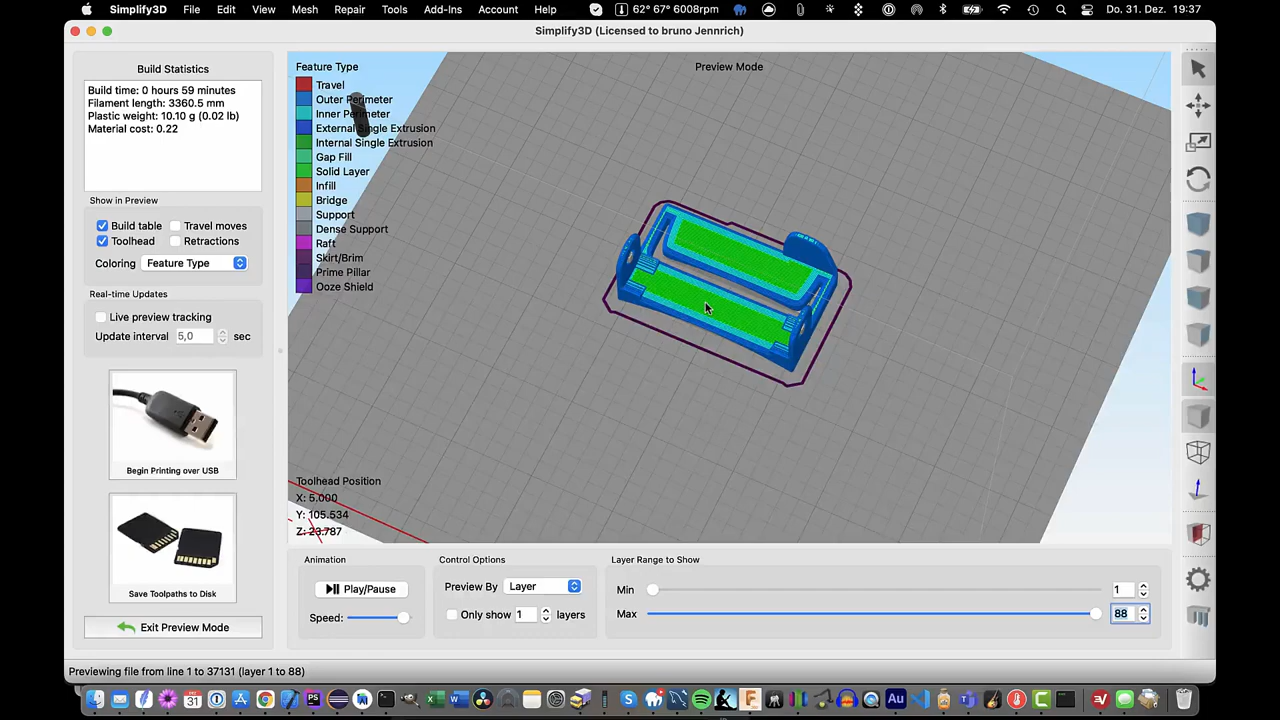 Simplify3D File Edit View Mesh Repair Tools Add-Ins Account Help 62° 67° 6008rpm Do. 31. Dez. 19:37
Simplify3D (Licensed to bruno Jennrich)
Build Statistics
Build time: 0 hours 59 minutes
Filament length: 3360.5 mm
Plastic weight: 10.10 g (0.02 lb)
Material cost: 0.22
Show in Preview
Build table Travel moves
Toolhead Retractions
Coloring Feature Type
Real-time Updates
Live preview tracking
Update interval 5,0 sec
Begin Printing over USB
Save Toolpaths to Disk
Exit Preview Mode
Feature Type
Travel
Outer Perimeter
Inner Perimeter
External Single Extrusion
Internal Single Extrusion
Gap Fill
Solid Layer
Infill
Bridge
Support
Dense Support
Raft
Skirt/Brim
Prime Pillar
Ooze Shield
Preview Mode
Toolhead Position
X: 5.000
Y: 105.534
Z: 23.787
Animation
Play/Pause
Speed:
Control Options
Preview By Layer
Only show 1 layers
Layer Range to Show
Min 1
Max 88
Previewing file from line 1 to 37131 (layer 1 to 88)